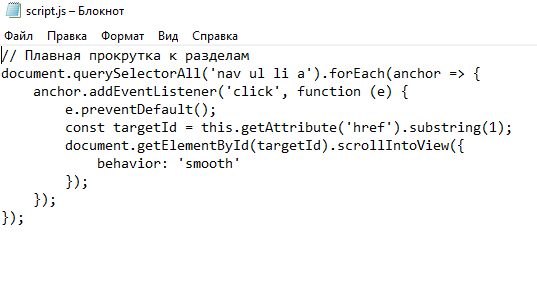 script.js – Блокнот
Файл Правка Формат Вид Справка
// Плавная прокрутка к разделам
document.querySelectorAll('nav ul li a').forEach(anchor => {
    anchor.addEventListener('click', function (e) {
        e.preventDefault();
        const targetId = this.getAttribute('href').substring(1);
        document.getElementById(targetId).scrollIntoView({
            behavior: 'smooth'
        });
    });
});